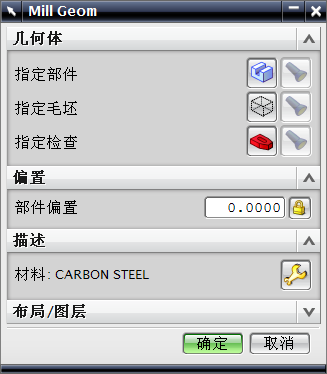 Mill Geom
几何体
指定部件
指定毛坯
指定检查
偏置
部件偏置 0.0000
描述
材料: CARBON STEEL
布局/图层
确定 取消